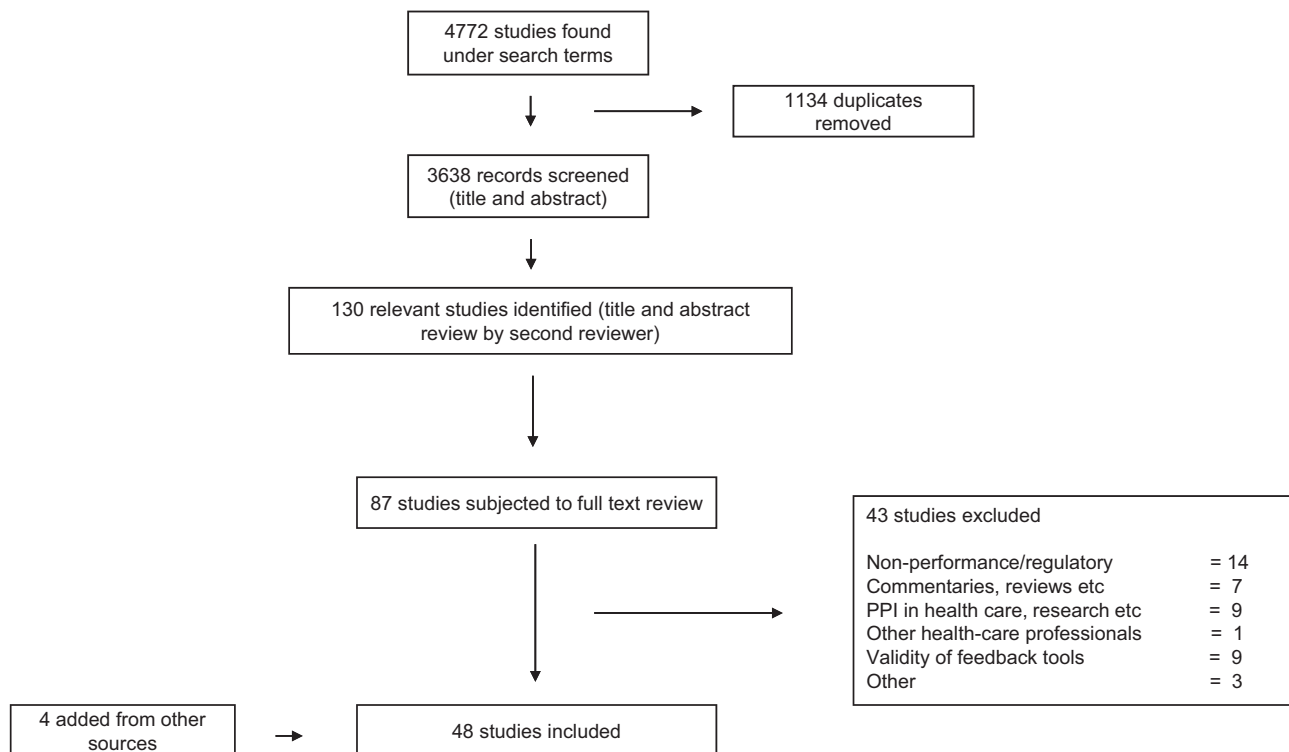 4772 studies found
under search terms
1134 duplicates
removed
3638 records screened
(title and abstract)
130 relevant studies identified (title and abstract
review by second reviewer)
87 studies subjected to full text review
43 studies excluded
Non-performance/regulatory = 14
Commentaries, reviews etc = 7
PPI in health care, research etc = 9
Other health-care professionals = 1
Validity of feedback tools = 9
Other = 3
4 added from other
sources
48 studies included